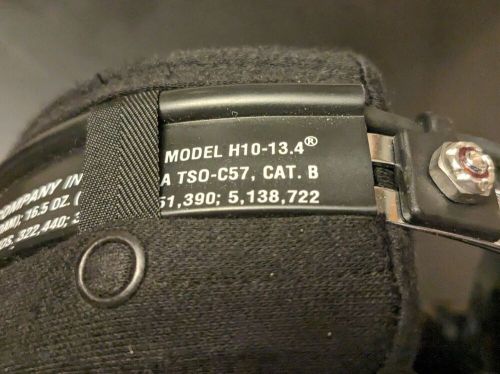 MODEL H10-13.4®
COMPANY IN A TSO-C57, CAT. B
16.5 OZ. ( 51,390; 5,138,722
322,440; 3